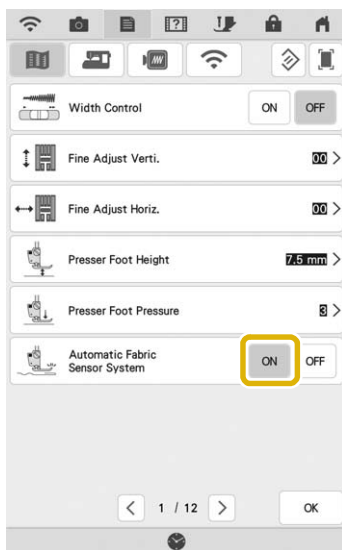 Width Control ON OFF
Fine Adjust Verti. 00 >
Fine Adjust Horiz. 00 >
Presser Foot Height 7.5 mm >
Presser Foot Pressure 3 >
Automatic Fabric
Sensor System ON OFF
< 1 / 12 > OK